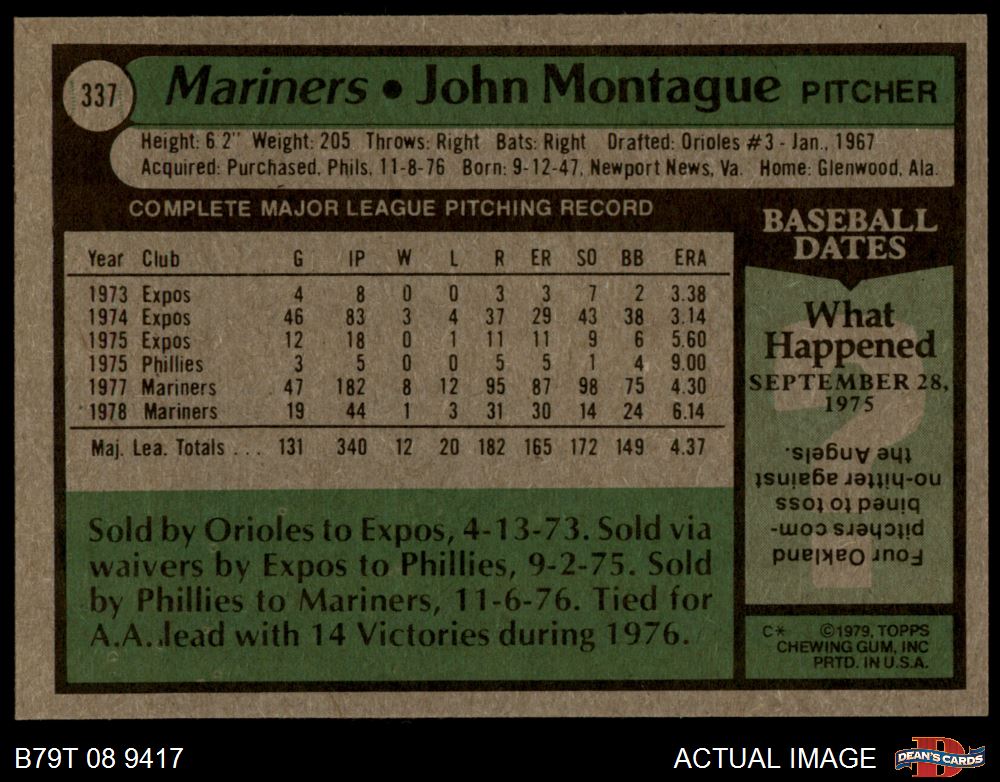 337
Mariners • John Montague PITCHER
Height: 6 2" Weight: 205 Throws: Right Bats: Right Drafted: Orioles #3 - Jan., 1967
Acquired: Purchased. Phils. 11-8-76 Born: 9-12-47, Newport News, Va. Home: Glenwood, Ala.
COMPLETE MAJOR LEAGUE PITCHING RECORD
Year Club G IP W L R ER SO BB ERA
1973 Expos 4 8 0 0 3 3 7 2 3.38
1974 Expos 46 83 3 4 37 29 43 38 3.14
1975 Expos 12 18 0 1 11 11 9 6 5.60
1975 Phillies 3 5 0 0 5 5 1 4 9.00
1977 Mariners 47 182 8 12 95 87 98 75 4.30
1978 Mariners 19 44 1 3 31 30 14 24 6.14
Maj. Lea. Totals ... 131 340 12 20 182 165 172 149 4.37
Sold by Orioles to Expos, 4-13-73. Sold via
waivers by Expos to Phillies, 9-2-75. Sold
by Phillies to Mariners, 11-6-76. Tied for
A.A. lead with 14 Victories during 1976.
BASEBALL
DATES
What
Happened
SEPTEMBER 28,
1975
Four Oakland
pitchers com-
bined to toss
no-hitter against
the Angels.
C* ©1979, TOPPS
CHEWING GUM, INC
PRTD. IN U.S.A.
B79T 08 9417
ACTUAL IMAGE
D
DEAN'S CARDS